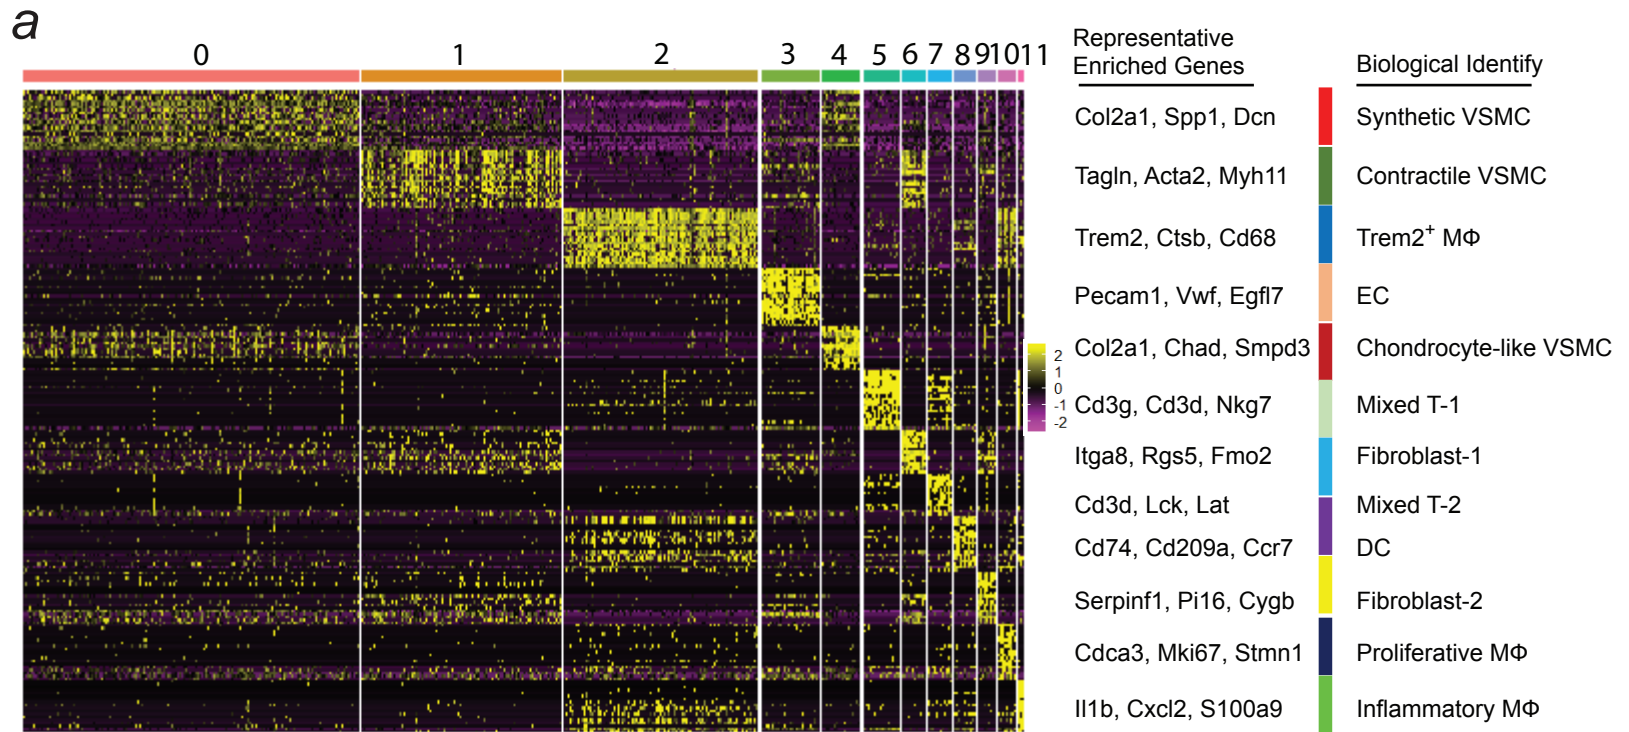 a
0 1 2 3 4 5 6 7 8 9 10 11
Representative
Enriched Genes
Biological Identify
Col2a1, Spp1, Dcn
Synthetic VSMC
Tagln, Acta2, Myh11
Contractile VSMC
Trem2, Ctsb, Cd68
Trem2⁺ MΦ
Pecam1, Vwf, Egfl7
EC
2
1
0
-1
-2
Col2a1, Chad, Smpd3
Chondrocyte-like VSMC
Cd3g, Cd3d, Nkg7
Mixed T-1
Itga8, Rgs5, Fmo2
Fibroblast-1
Cd3d, Lck, Lat
Mixed T-2
Cd74, Cd209a, Ccr7
DC
Serpinf1, Pi16, Cygb
Fibroblast-2
Cdca3, Mki67, Stmn1
Proliferative MΦ
Il1b, Cxcl2, S100a9
Inflammatory MΦ